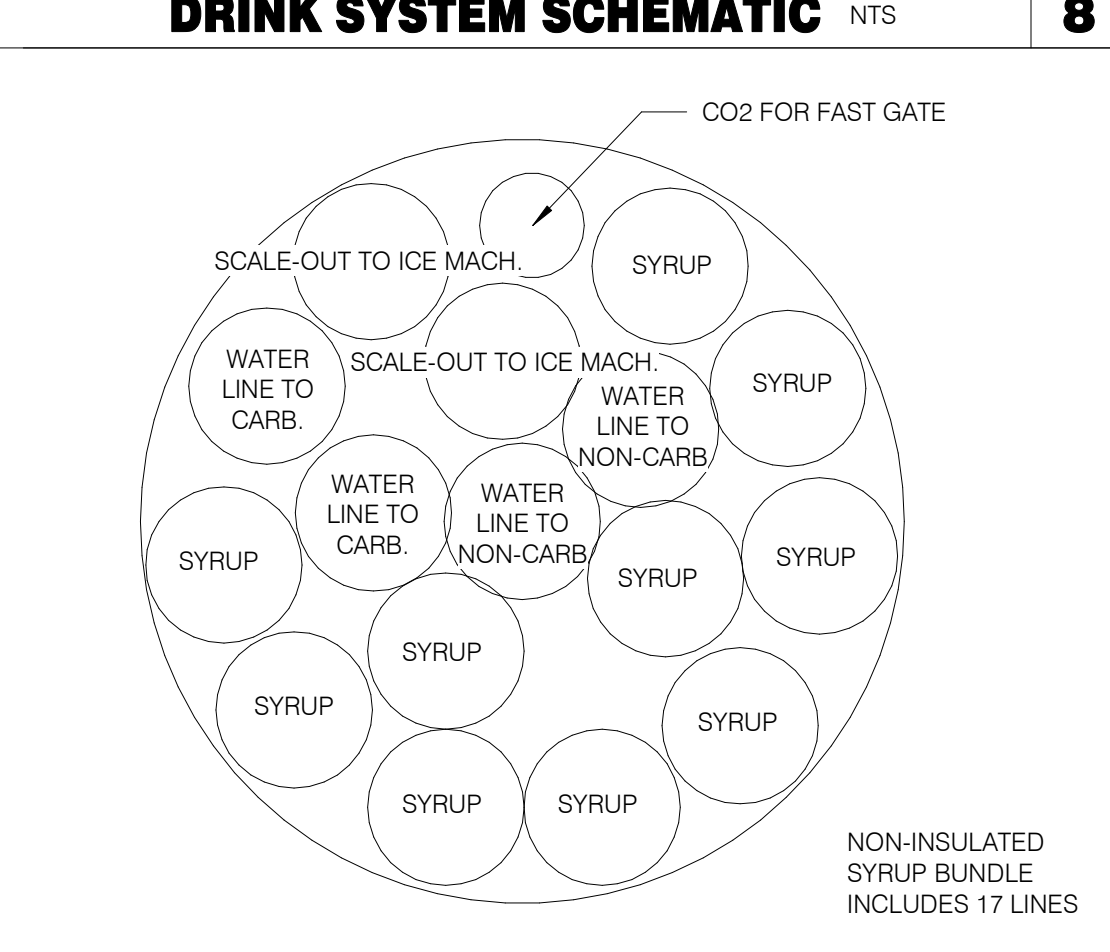 DRINK SYSTEM SCHEMATIC NTS 8
CO2 FOR FAST GATE
SCALE-OUT TO ICE MACH.
SYRUP
WATER
LINE TO
CARB.
SCALE-OUT TO ICE MACH.
SYRUP
WATER
LINE TO
NON-CARB
WATER
LINE TO
CARB.
WATER
LINE TO
NON-CARB
SYRUP
SYRUP
SYRUP
SYRUP
SYRUP
SYRUP
SYRUP
SYRUP
NON-INSULATED
SYRUP BUNDLE
INCLUDES 17 LINES
SYRUP